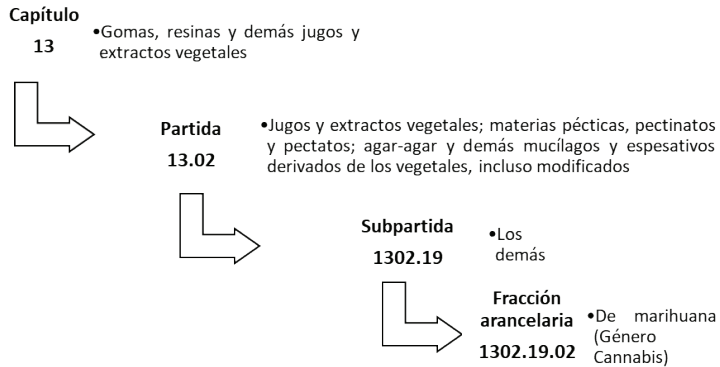 Capítulo
13
•Gomas, resinas y demás jugos y
extractos vegetales
Partida
13.02
•Jugos y extractos vegetales; materias pécticas, pectinatos
y pectatos; agar-agar y demás mucílagos y espesativos
derivados de los vegetales, incluso modificados
Subpartida
1302.19
•Los
demás
Fracción
arancelaria
1302.19.02
•De marihuana
(Género
Cannabis)